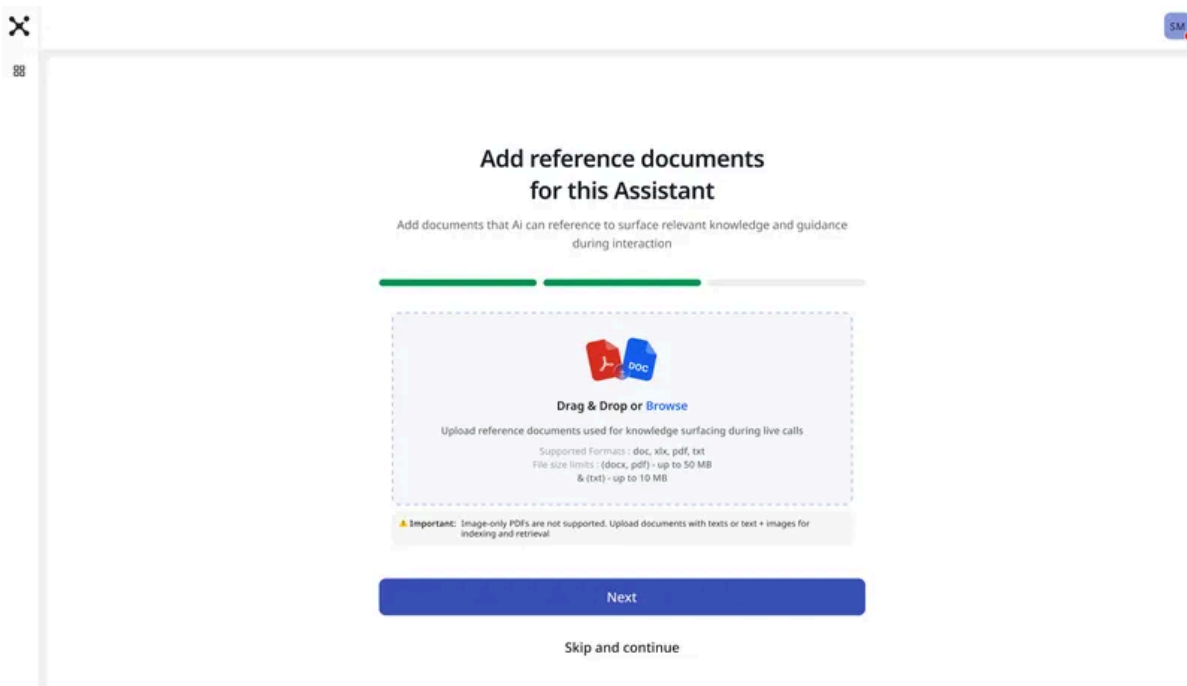 SM
Add reference documents
for this Assistant
Add documents that Ai can reference to surface relevant knowledge and guidance
during interaction
DOC
Drag & Drop or Browse
Upload reference documents used for knowledge surfacing during live calls
Supported Formats : doc, xlx, pdf, txt
File size limits : (docx, pdf) - up to 50 MB
& (txt) - up to 10 MB
Important: Image-only PDFs are not supported. Upload documents with texts or text + images for
indexing and retrieval
Next
Skip and continue